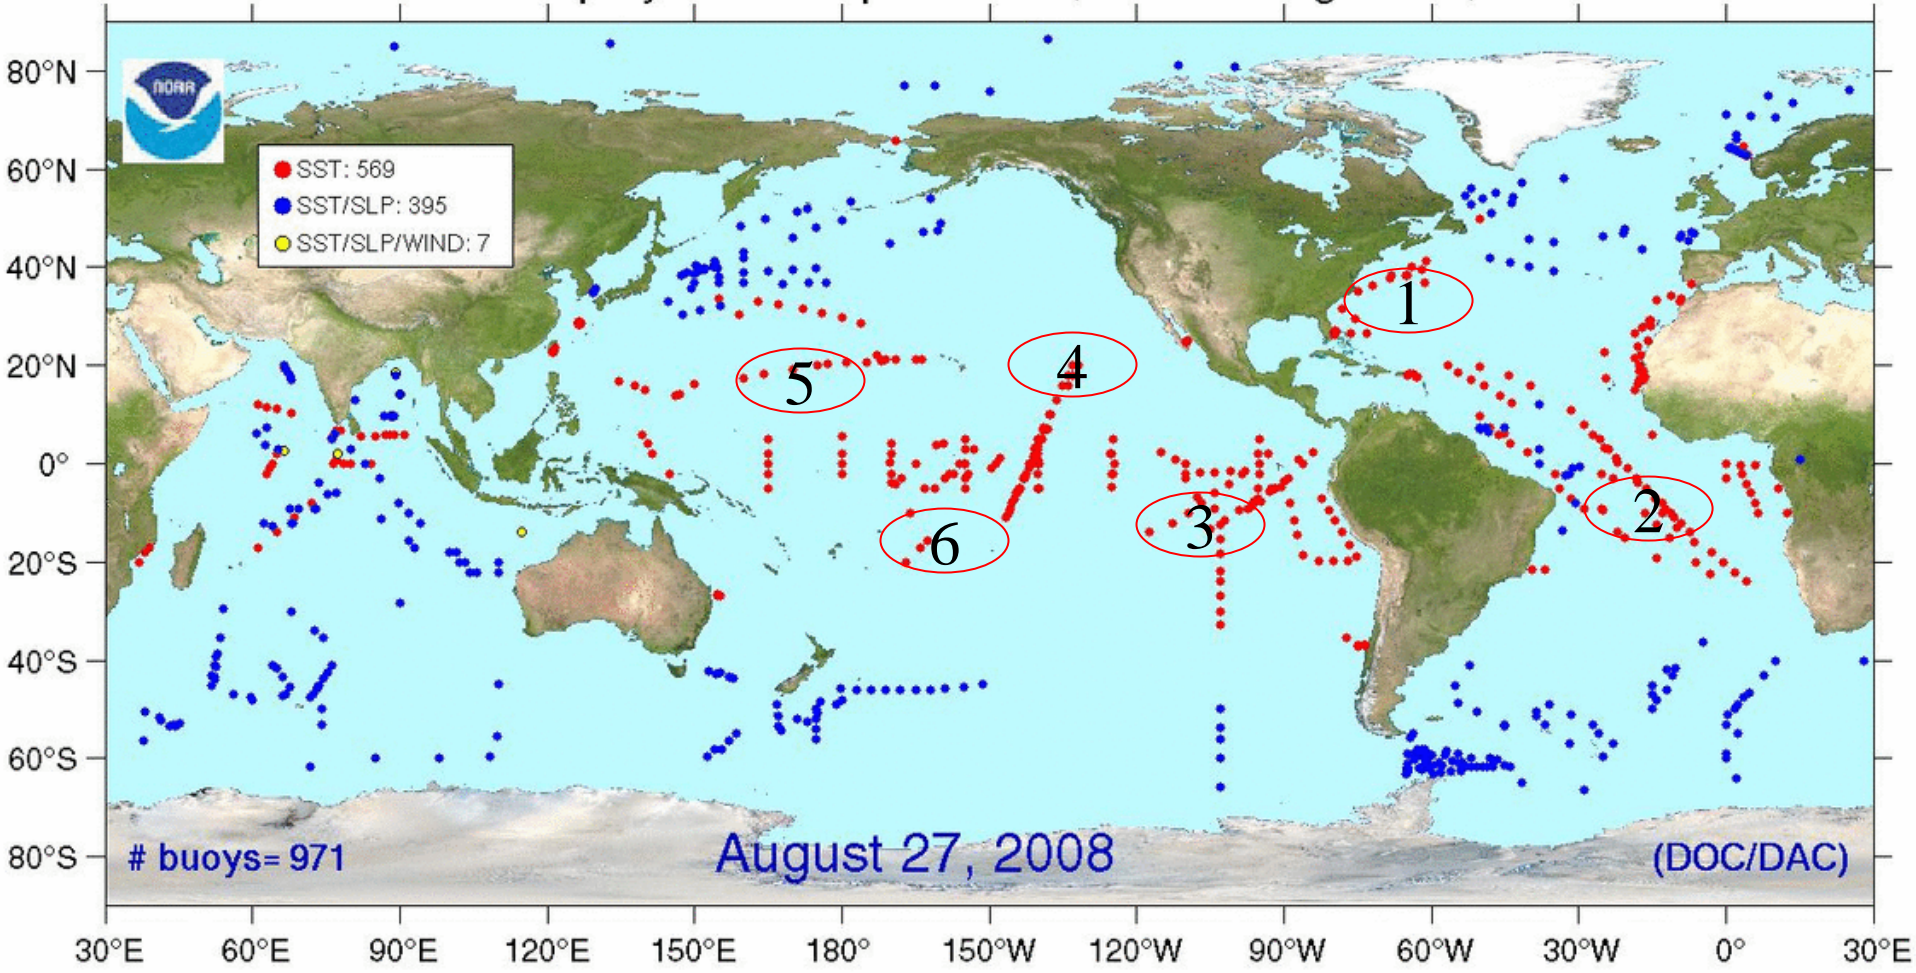 80°N
NOAA
60°N
SST: 569
SST/SLP: 395
SST/SLP/WIND: 7
40°N
1
20°N
4
5
0°
2
3
6
20°S
40°S
60°S
80°S
# buoys= 971
August 27, 2008
(DOC/DAC)
30°E 60°E 90°E 120°E 150°E 180° 150°W 120°W 90°W 60°W 30°W 0° 30°E